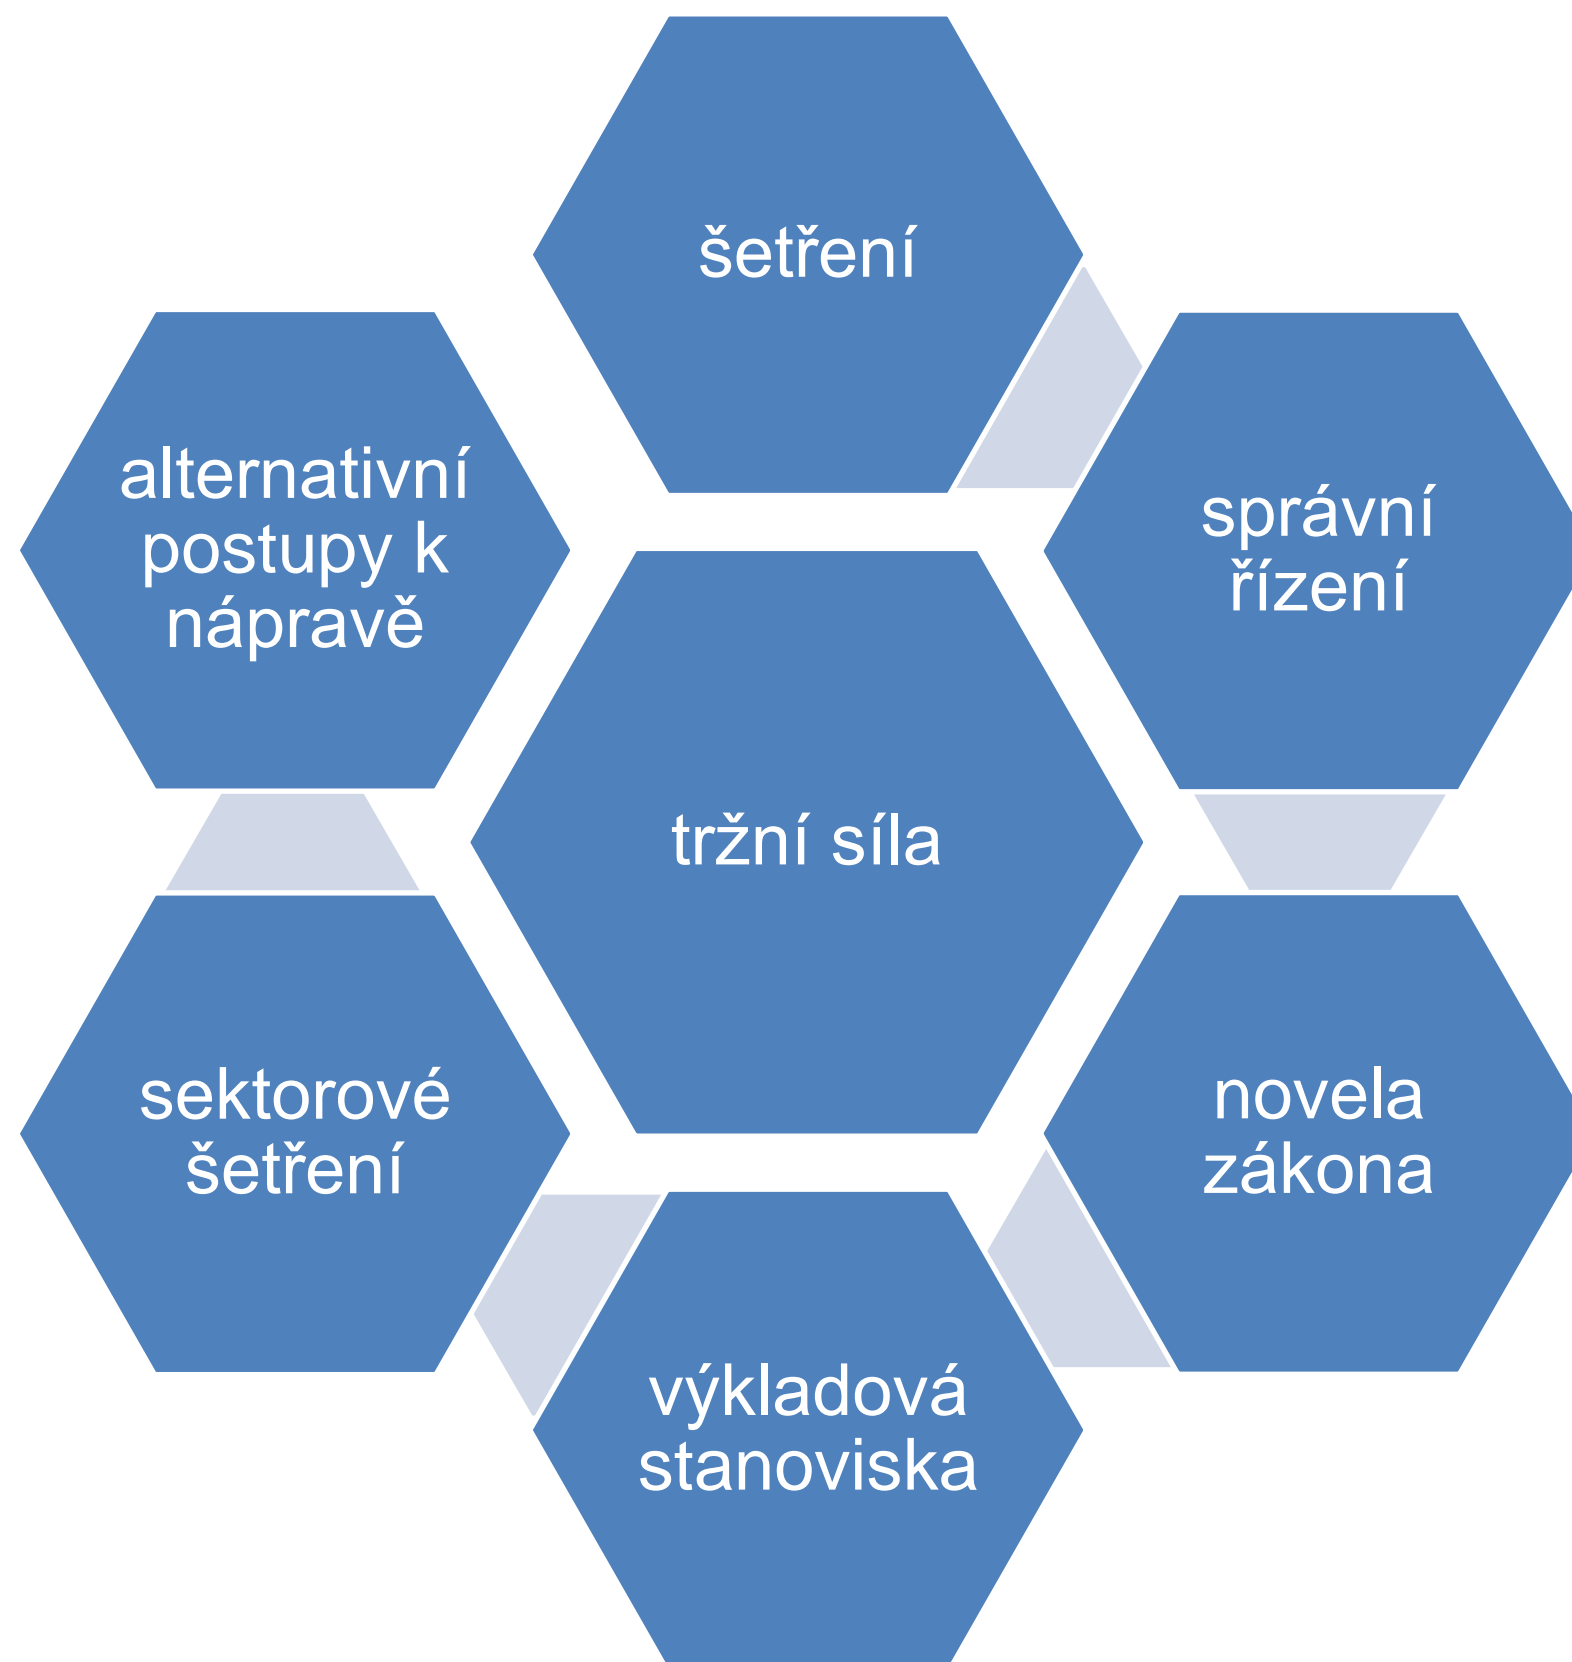 šetření
správní
řízení
alternativní
postupy k
nápravě
tržní síla
novela
zákona
sektorové
šetření
výkladová
stanoviska